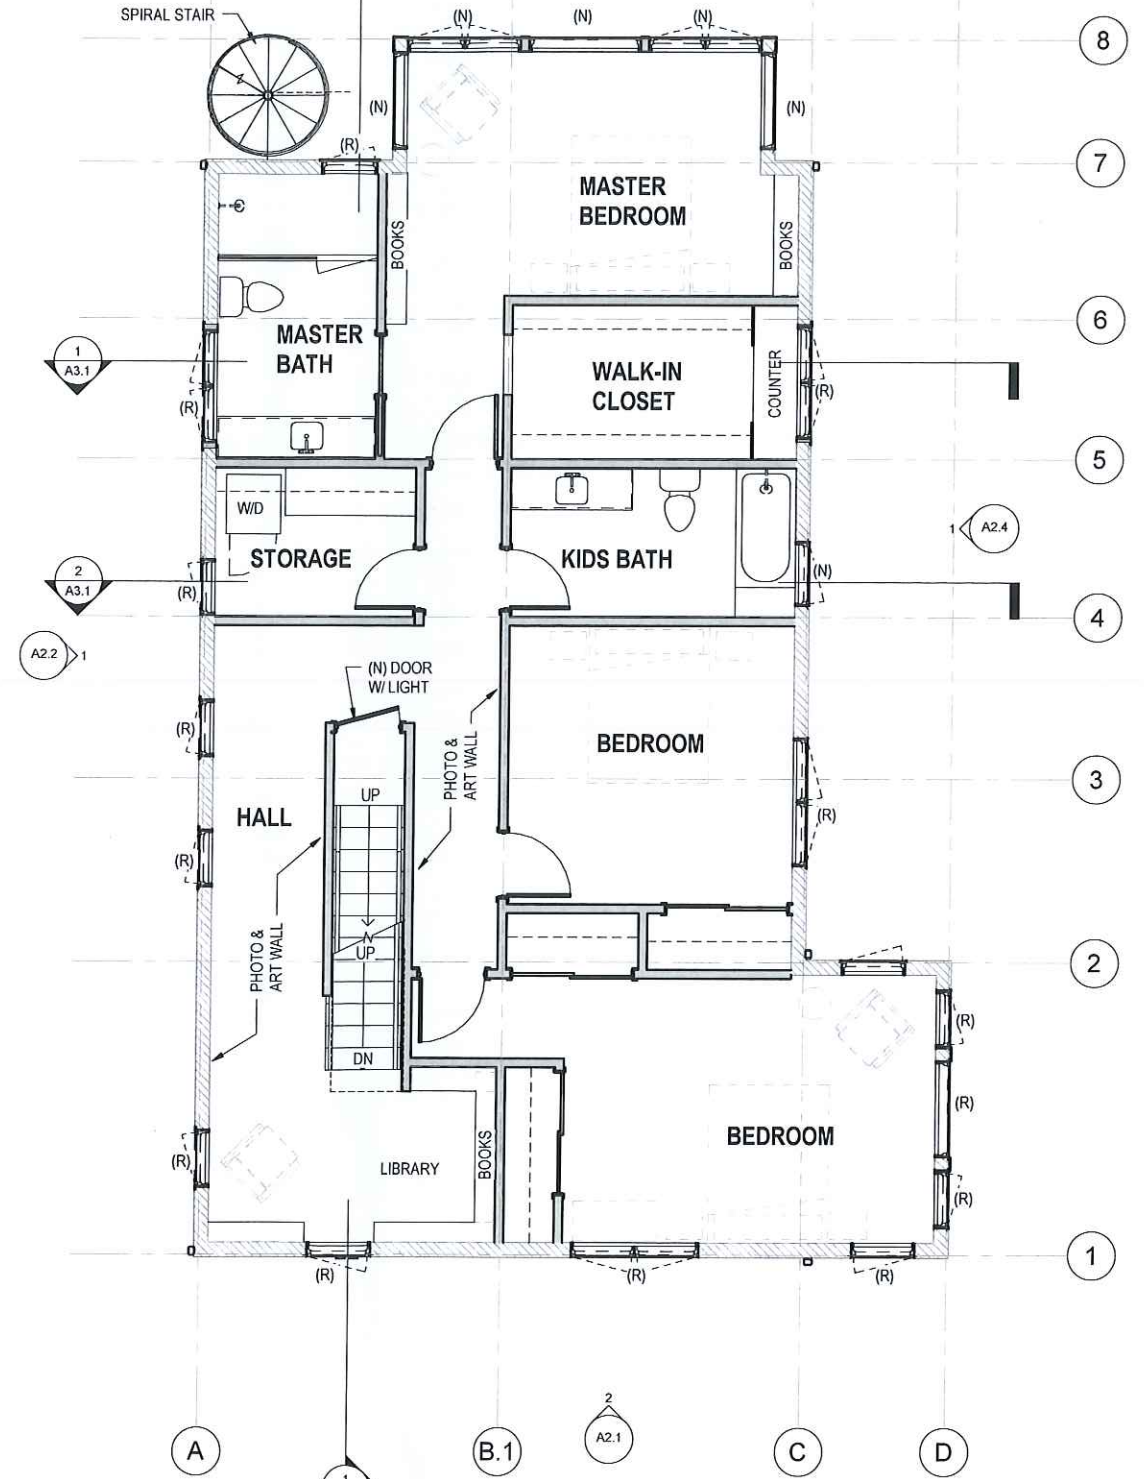 SPIRAL STAIR
(N)
(N)
(N)
8
(N)
(N)
(R)
7
MASTER
BEDROOM
BOOKS
BOOKS
6
MASTER
BATH
1
A3.1
WALK-IN
CLOSET
COUNTER
(R)
(R)
5
W/D
1
A2.4
STORAGE
KIDS BATH
2
A3.1
(R)
(N)
4
A2.2
1
(N) DOOR
W/ LIGHT
(R)
PHOTO &
ART WALL
BEDROOM
3
UP
HALL
(R)
(R)
PHOTO &
ART WALL
UP
2
(R)
DN
(R)
BEDROOM
(R)
LIBRARY
BOOKS
(R)
(R)
(R)
(R)
1
2
A2.1
A
B.1
C
D
1